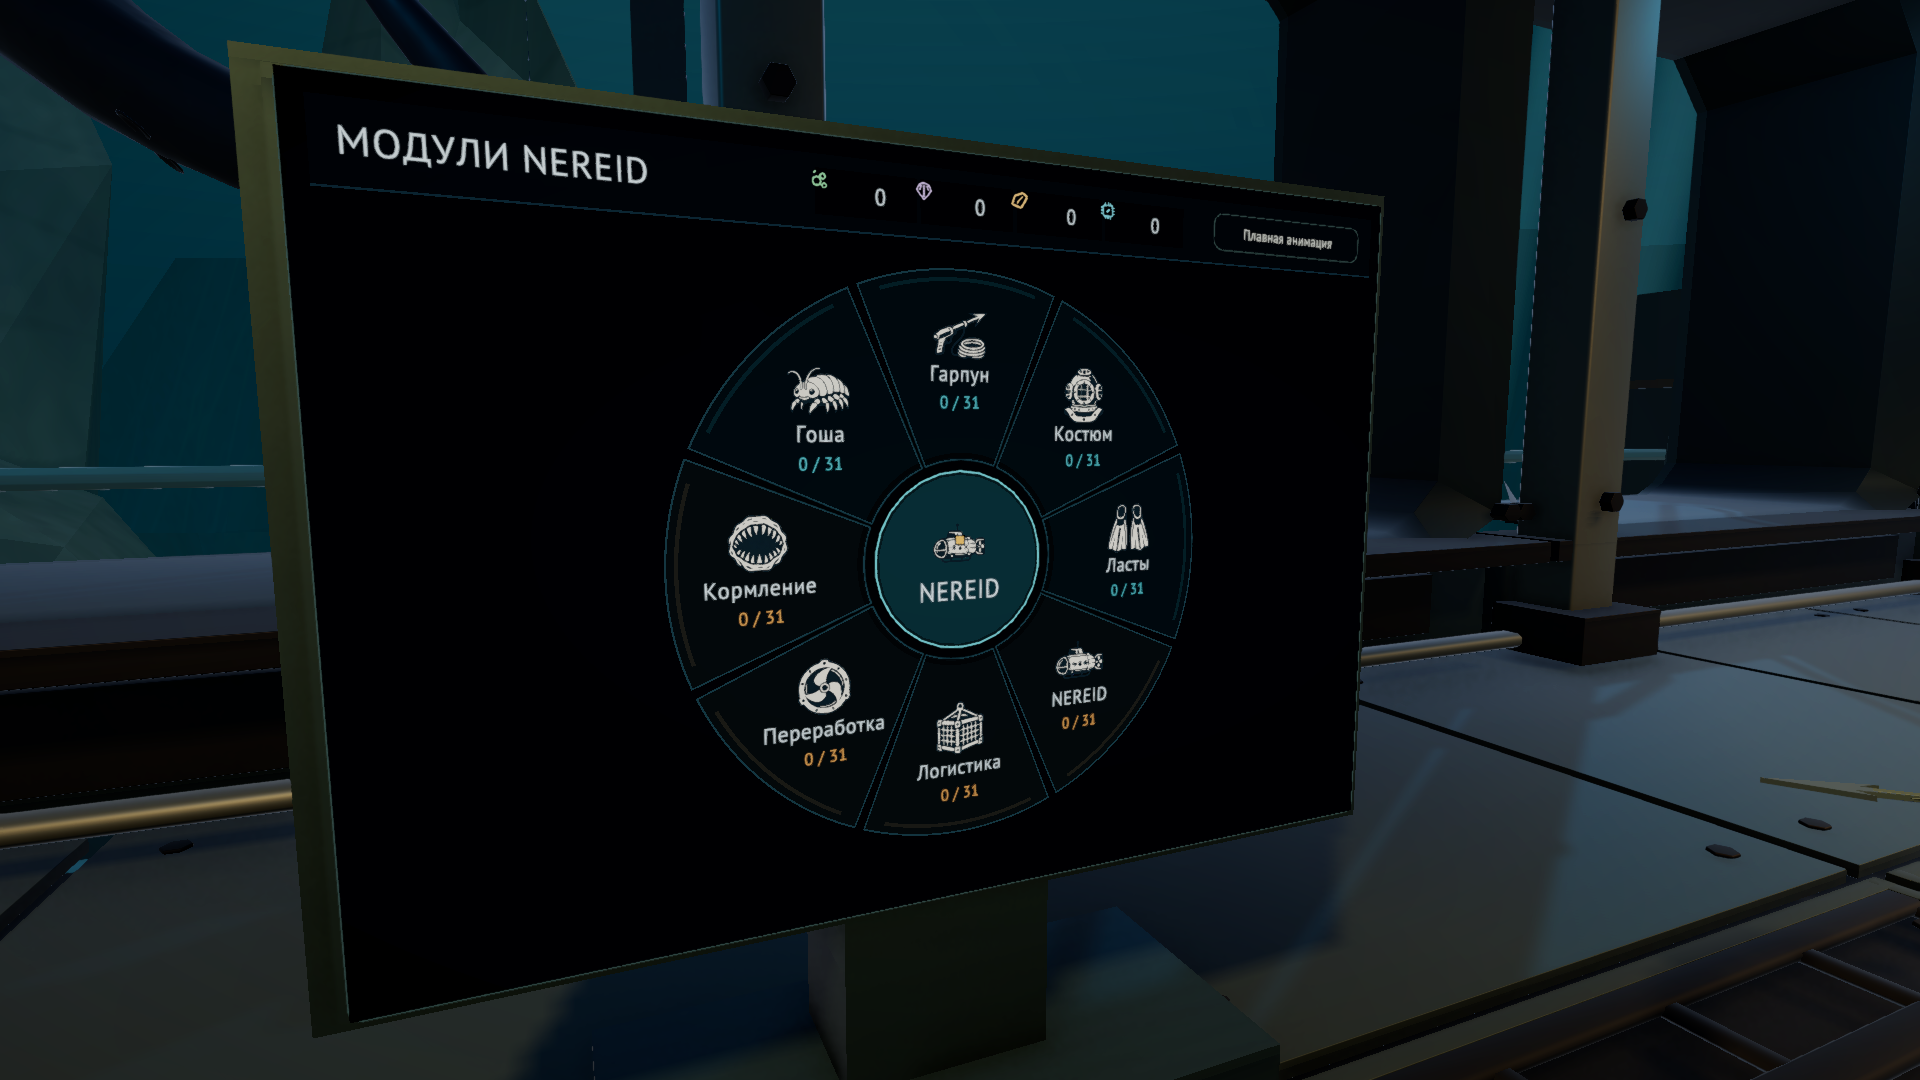 МОДУЛИ NEREID
0 0 0 0
Плавная анимация
Гарпун
0 / 31
Гоша
0 / 31
Костюм
0 / 31
Кормление
0 / 31
NEREID
Ласты
0 / 31
Переработка
0 / 31
Логистика
0 / 31
NEREID
0 / 31